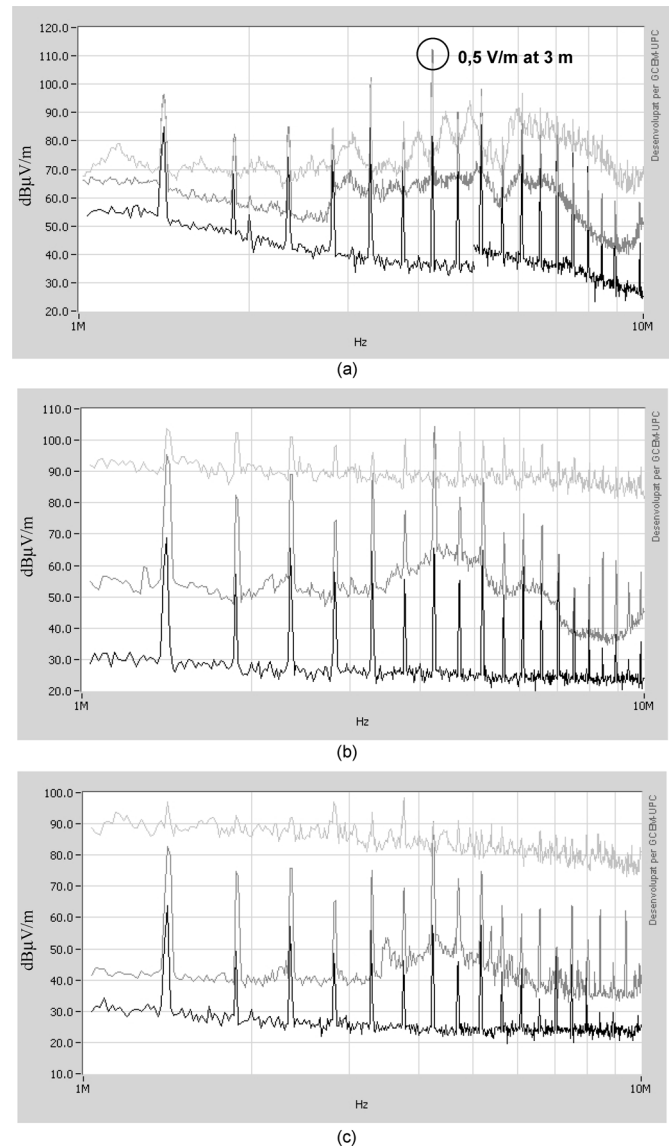 120.0
110.0
100.0
90.0
80.0
70.0
60.0
50.0
40.0
30.0
20.0
dBµV/m
0,5 V/m at 3 m
Desenvolupat per GCEM-UPC
1M
10M
Hz
(a)
110.0
100.0
90.0
80.0
70.0
60.0
50.0
40.0
30.0
20.0
dBµV/m
Desenvolupat per GCEM-UPC
1M
10M
Hz
(b)
100.0
90.0
80.0
70.0
60.0
50.0
40.0
30.0
20.0
10.0
dBµV/m
Desenvolupat per GCEM-UPC
1M
10M
Hz
(c)